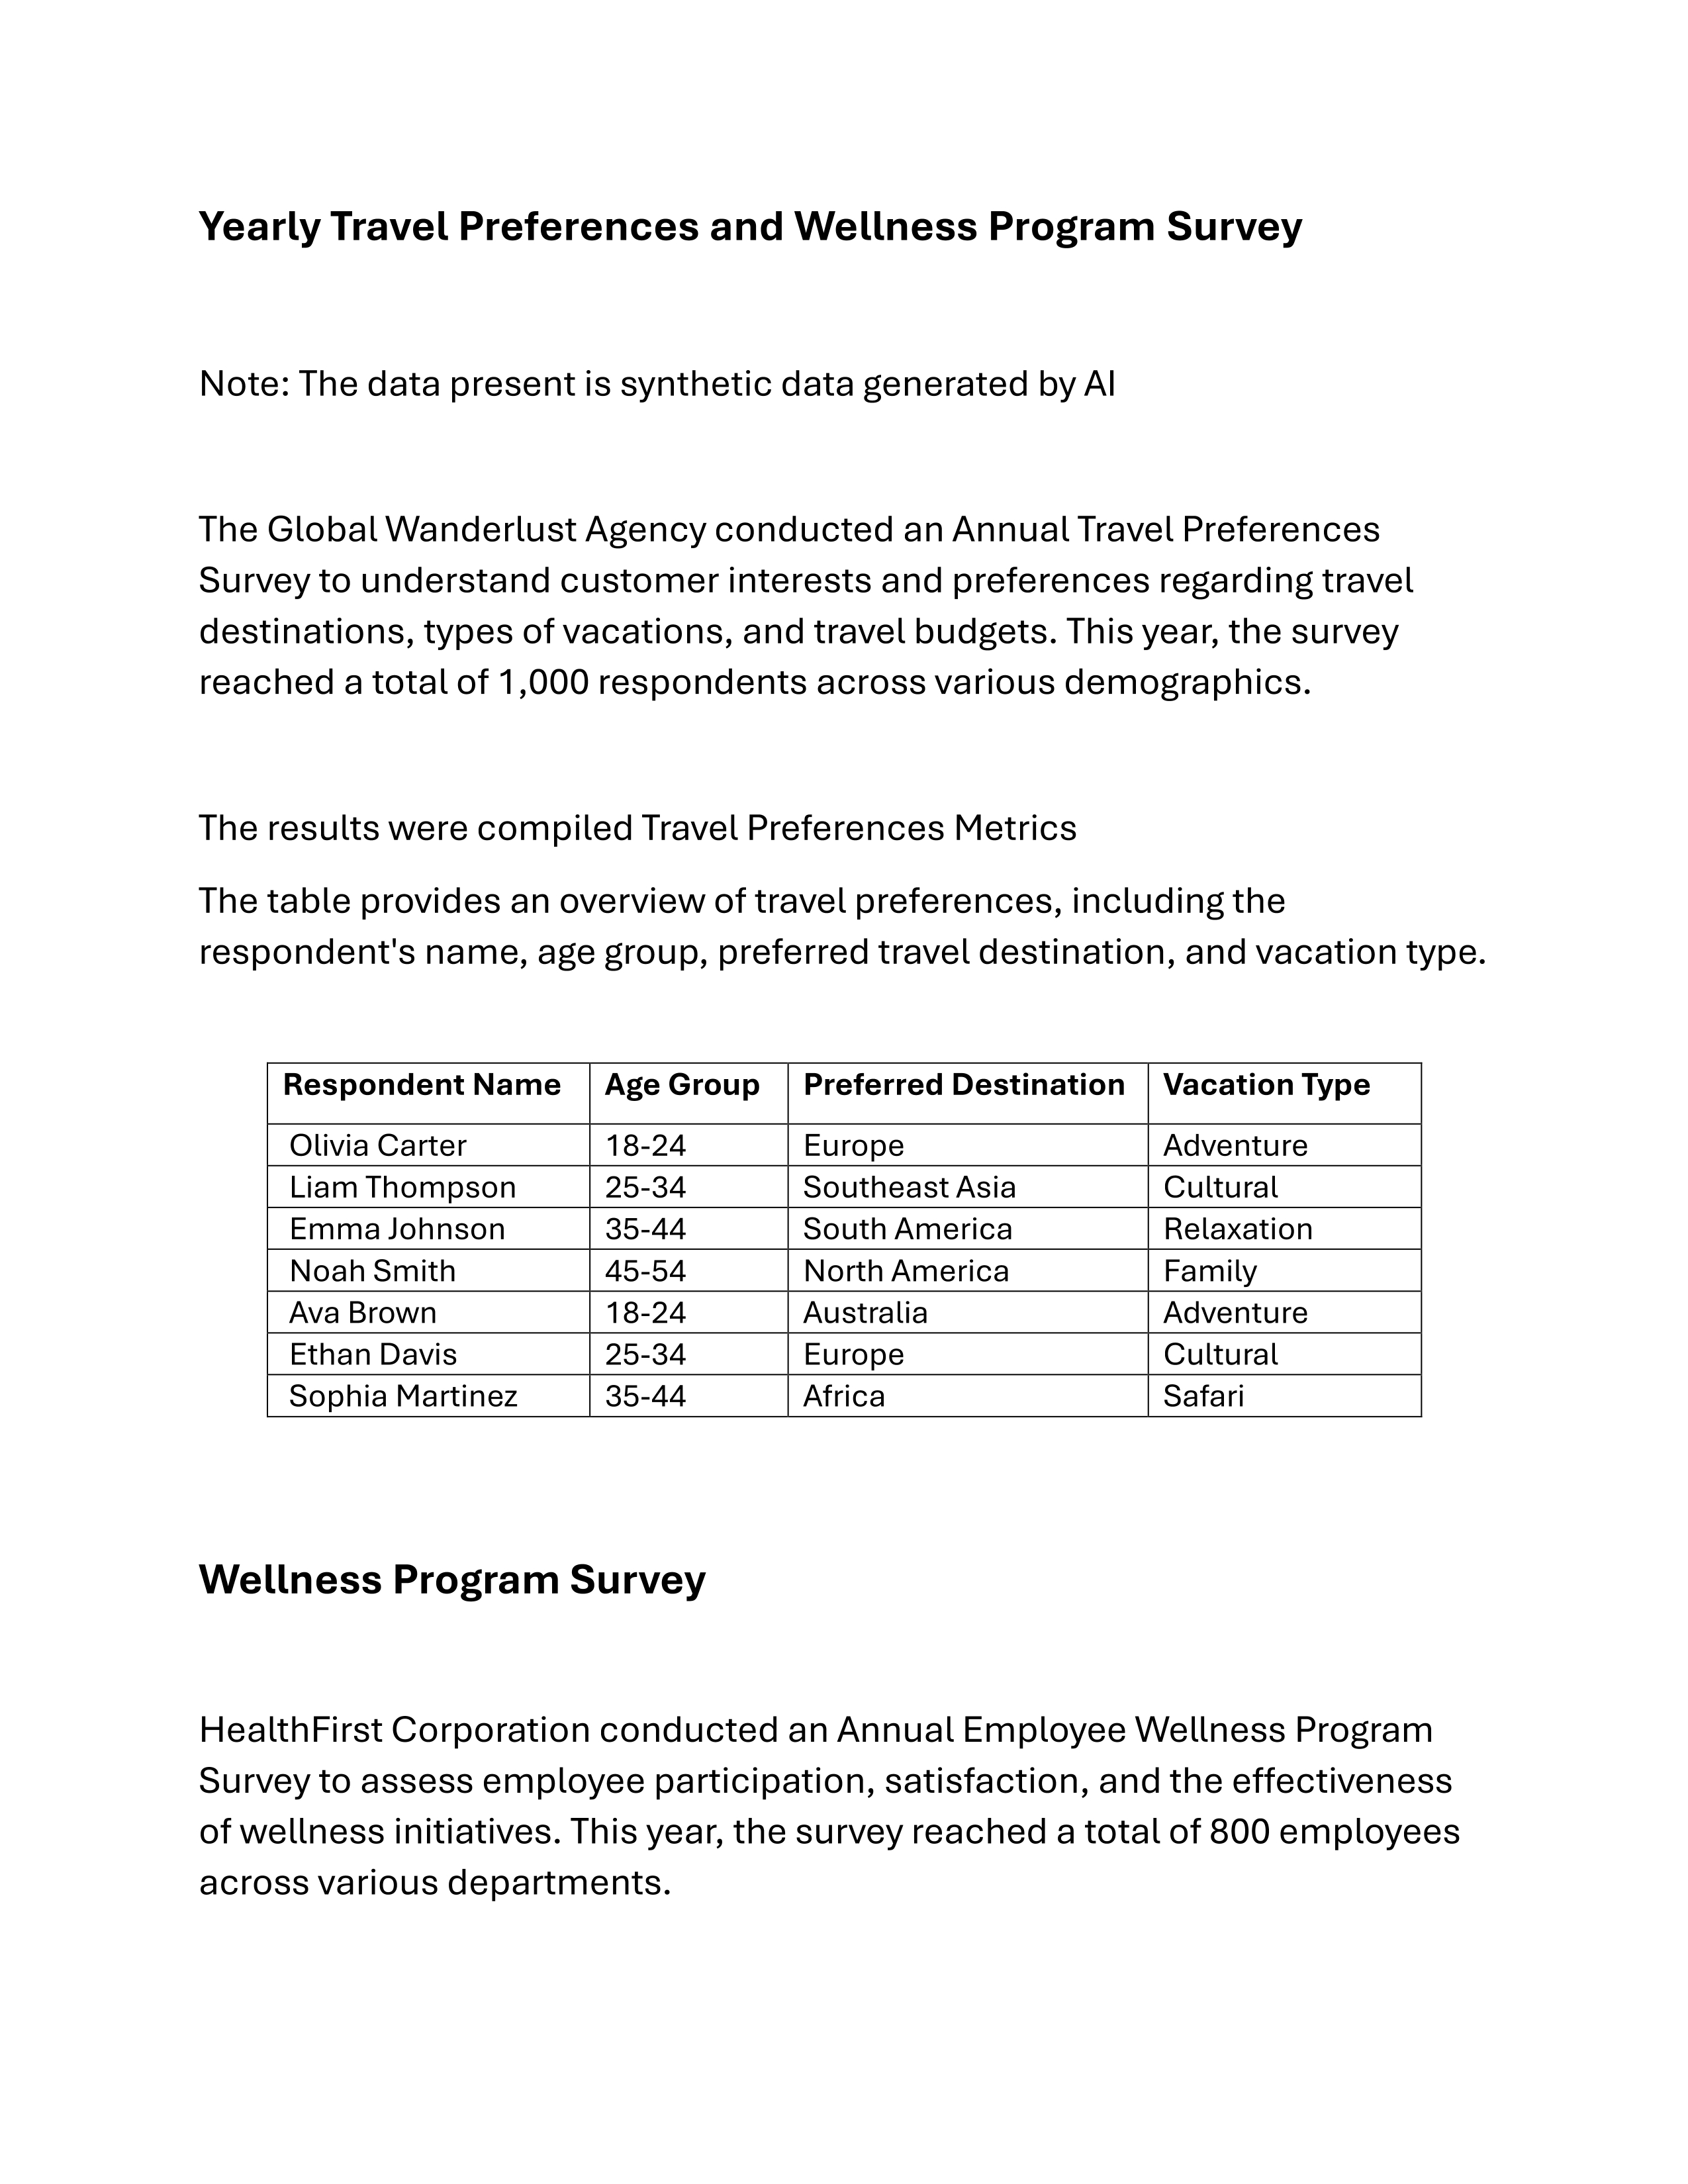 Yearly Travel Preferences and Wellness Program Survey
Note: The data present is synthetic data generated by AI
The Global Wanderlust Agency conducted an Annual Travel Preferences
Survey to understand customer interests and preferences regarding travel
destinations, types of vacations, and travel budgets. This year, the survey
reached a total of 1,000 respondents across various demographics.
The results were compiled Travel Preferences Metrics
The table provides an overview of travel preferences, including the
respondent's name, age group, preferred travel destination, and vacation type.
Respondent Name Age Group Preferred Destination Vacation Type
Olivia Carter 18-24 Europe Adventure
Liam Thompson 25-34 Southeast Asia Cultural
Emma Johnson 35-44 South America Relaxation
Noah Smith 45-54 North America Family
Ava Brown 18-24 Australia Adventure
Ethan Davis 25-34 Europe Cultural
Sophia Martinez 35-44 Africa Safari
Wellness Program Survey
HealthFirst Corporation conducted an Annual Employee Wellness Program
Survey to assess employee participation, satisfaction, and the effectiveness
of wellness initiatives. This year, the survey reached a total of 800 employees
across various departments.